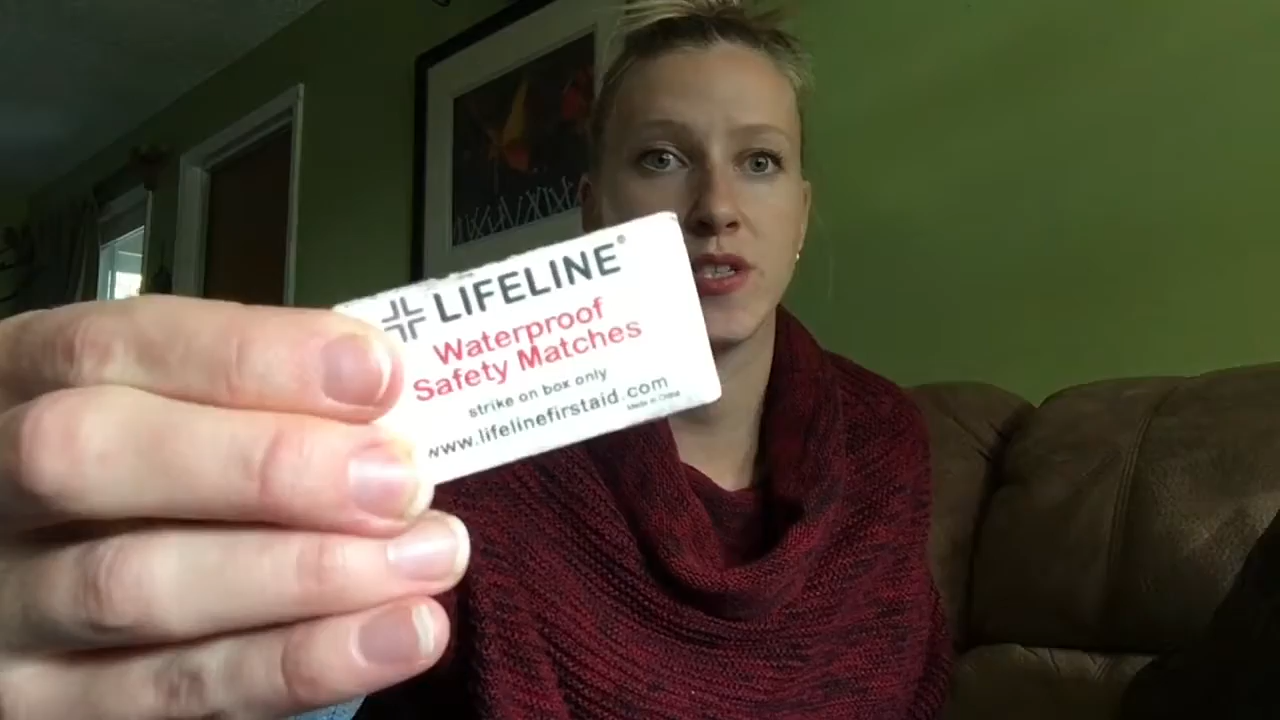 LIFELINE®
Waterproof
Safety Matches
strike on box only
www.lifelinefirstaid.com
Made in China